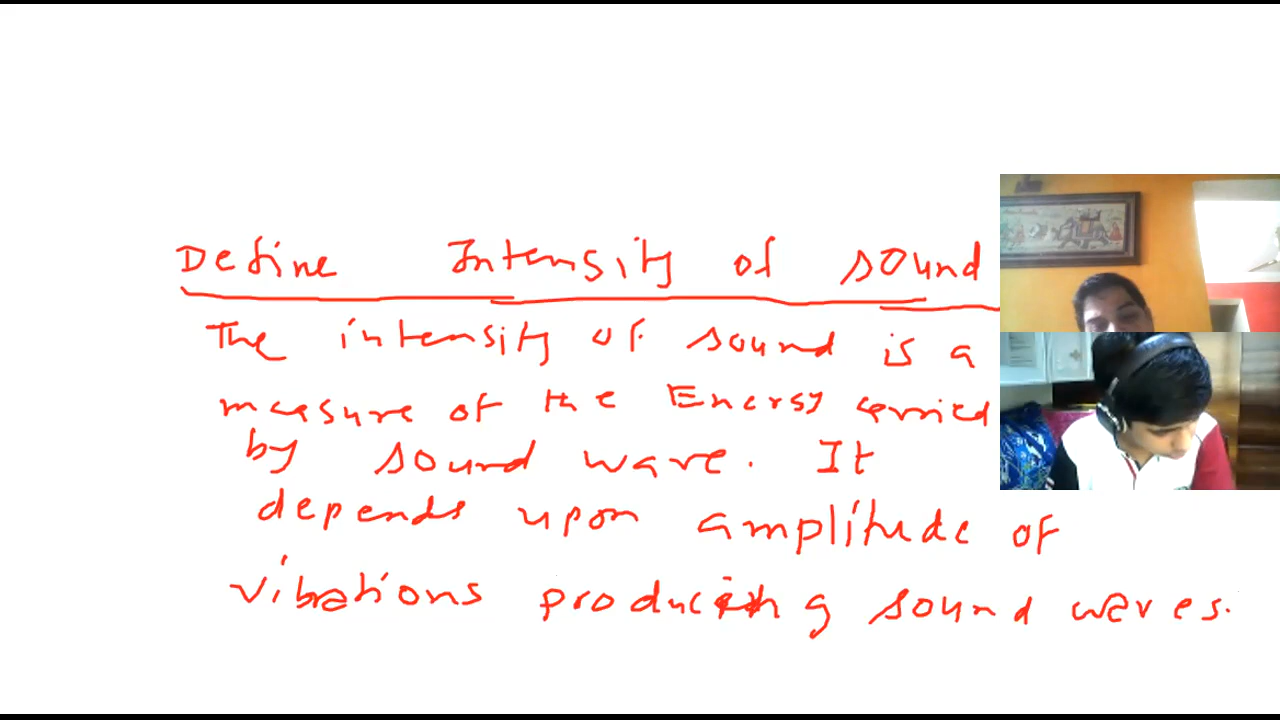 Define Intensity of sound
The intensity of sound is a
measure of the Energy carried
by sound wave. It
depends upon amplitude of
vibrations producing sound waves.